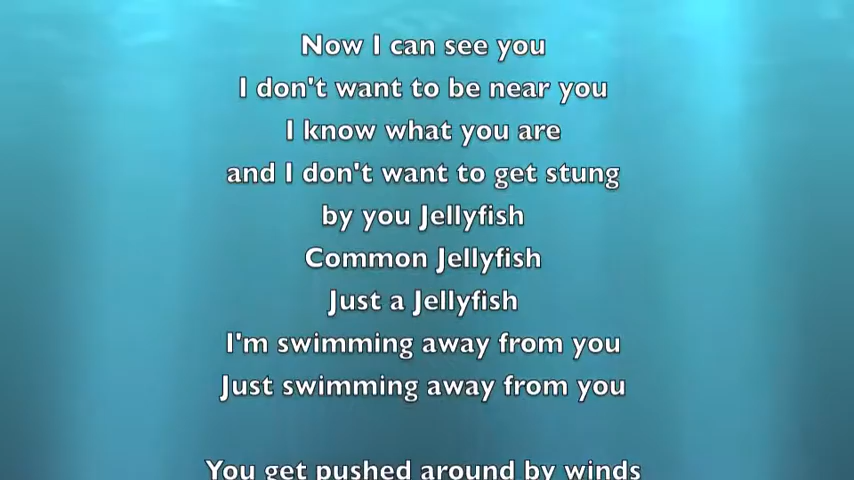 Now I can see you
I don't want to be near you
I know what you are
and I don't want to get stung
by you Jellyfish
Common Jellyfish
Just a Jellyfish
I'm swimming away from you
Just swimming away from you
You get pushed around by winds